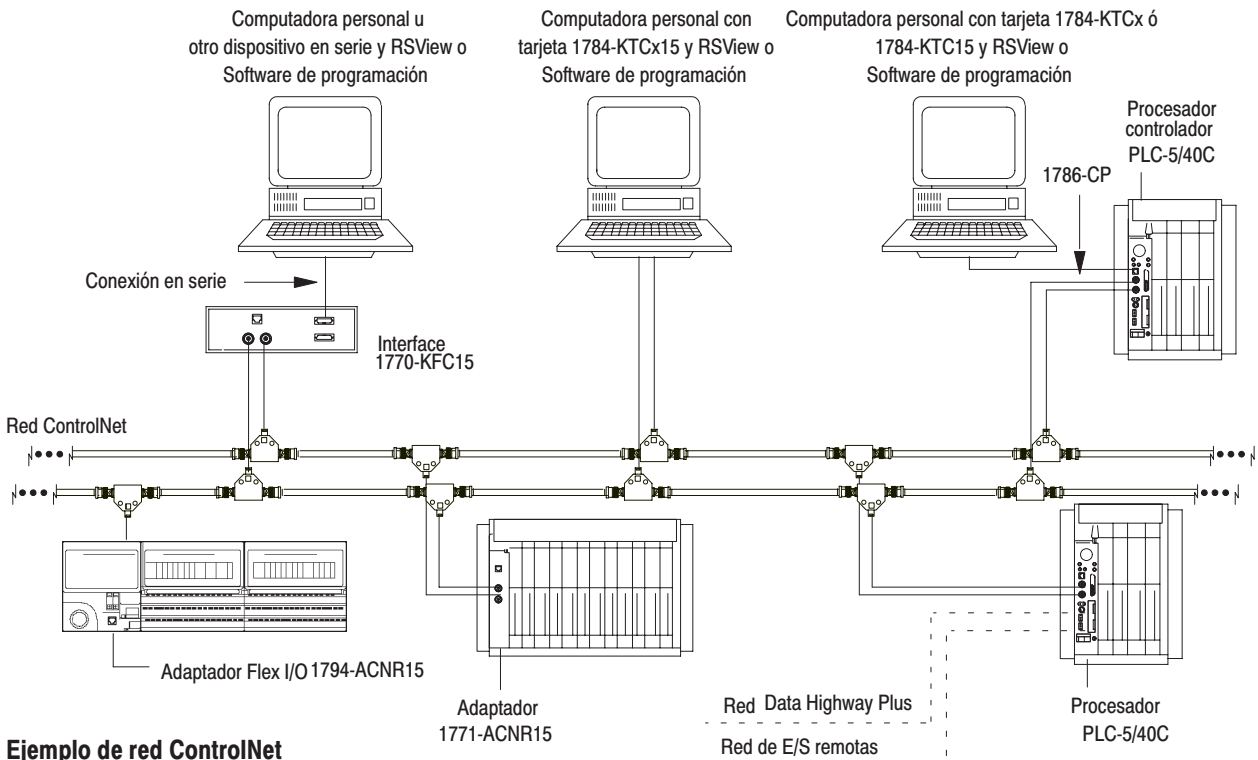 Computadora personal u
otro dispositivo en serie y RSView o
Software de programación
Computadora personal con
tarjeta 1784-KTCx15 y RSView o
Software de programación
Computadora personal con tarjeta 1784-KTCx ó
1784-KTC15 y RSView o
Software de programación
Procesador
controlador
PLC-5/40C
1786-CP
Conexión en serie
Interface
1770-KFC15
Red ControlNet
Adaptador Flex I/O 1794-ACNR15
Adaptador
1771-ACNR15
Red Data Highway Plus
Red de E/S remotas
Procesador
PLC-5/40C
Ejemplo de red ControlNet